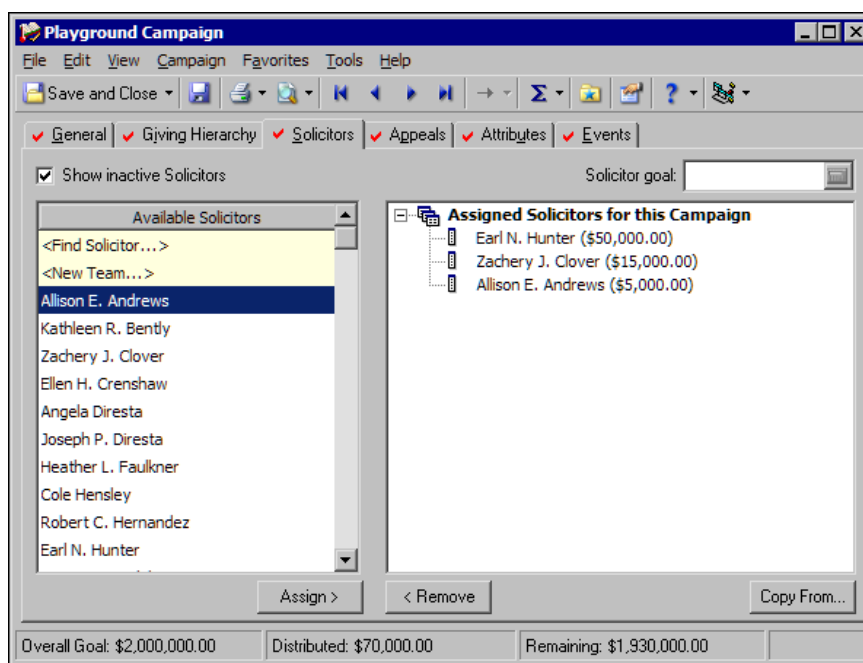 Playground Campaign
File Edit View Campaign Favorites Tools Help
Save and Close
General Giving Hierarchy Solicitors Appeals Attributes Events
Show inactive Solicitors
Solicitor goal:
Available Solicitors
<Find Solicitor...>
<New Team...>
Allison E. Andrews
Kathleen R. Bently
Zachery J. Clover
Ellen H. Crenshaw
Angela Diresta
Joseph P. Diresta
Heather L. Faulkner
Cole Hensley
Robert C. Hernandez
Earl N. Hunter
Assign >
Assigned Solicitors for this Campaign
Earl N. Hunter ($50,000.00)
Zachery J. Clover ($15,000.00)
Allison E. Andrews ($5,000.00)
< Remove
Copy From...
Overall Goal: $2,000,000.00 Distributed: $70,000.00 Remaining: $1,930,000.00